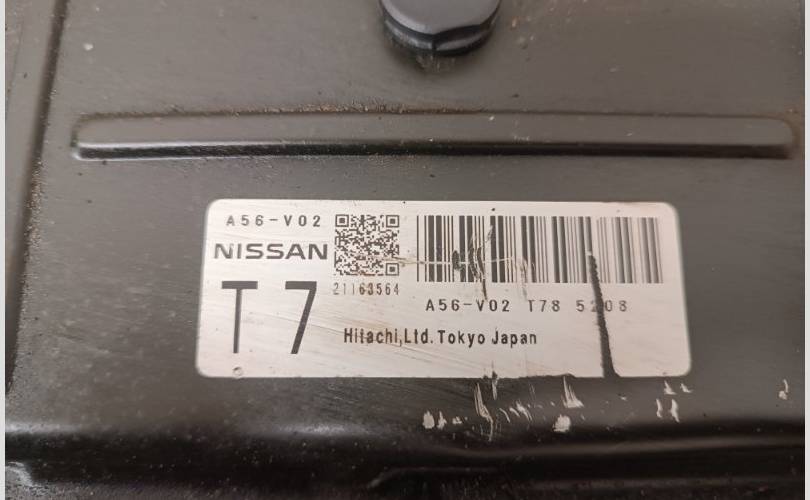 A56-V02
NISSAN
21163564
T7
A56-V02 T78 5208
Hitachi,Ltd.Tokyo Japan